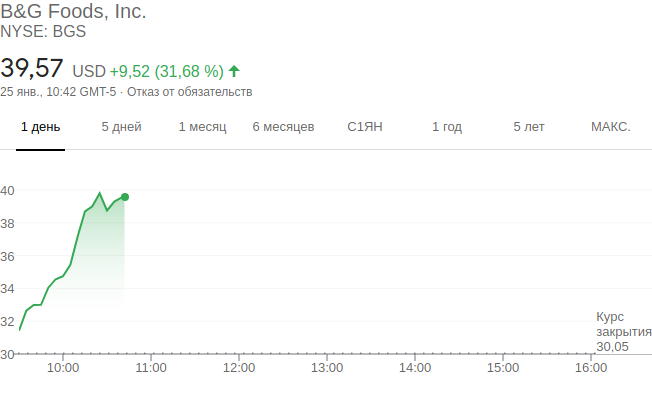 B&G Foods, Inc.
NYSE: BGS
39,57 USD +9,52 (31,68 %)
25 янв., 10:42 GMT-5 · Отказ от обязательств
1 день 5 дней 1 месяц 6 месяцев С1ЯН 1 год 5 лет МАКС.
40
38
36
34
32
30
Курс
закрытия
30,05
10:00 11:00 12:00 13:00 14:00 15:00 16:00